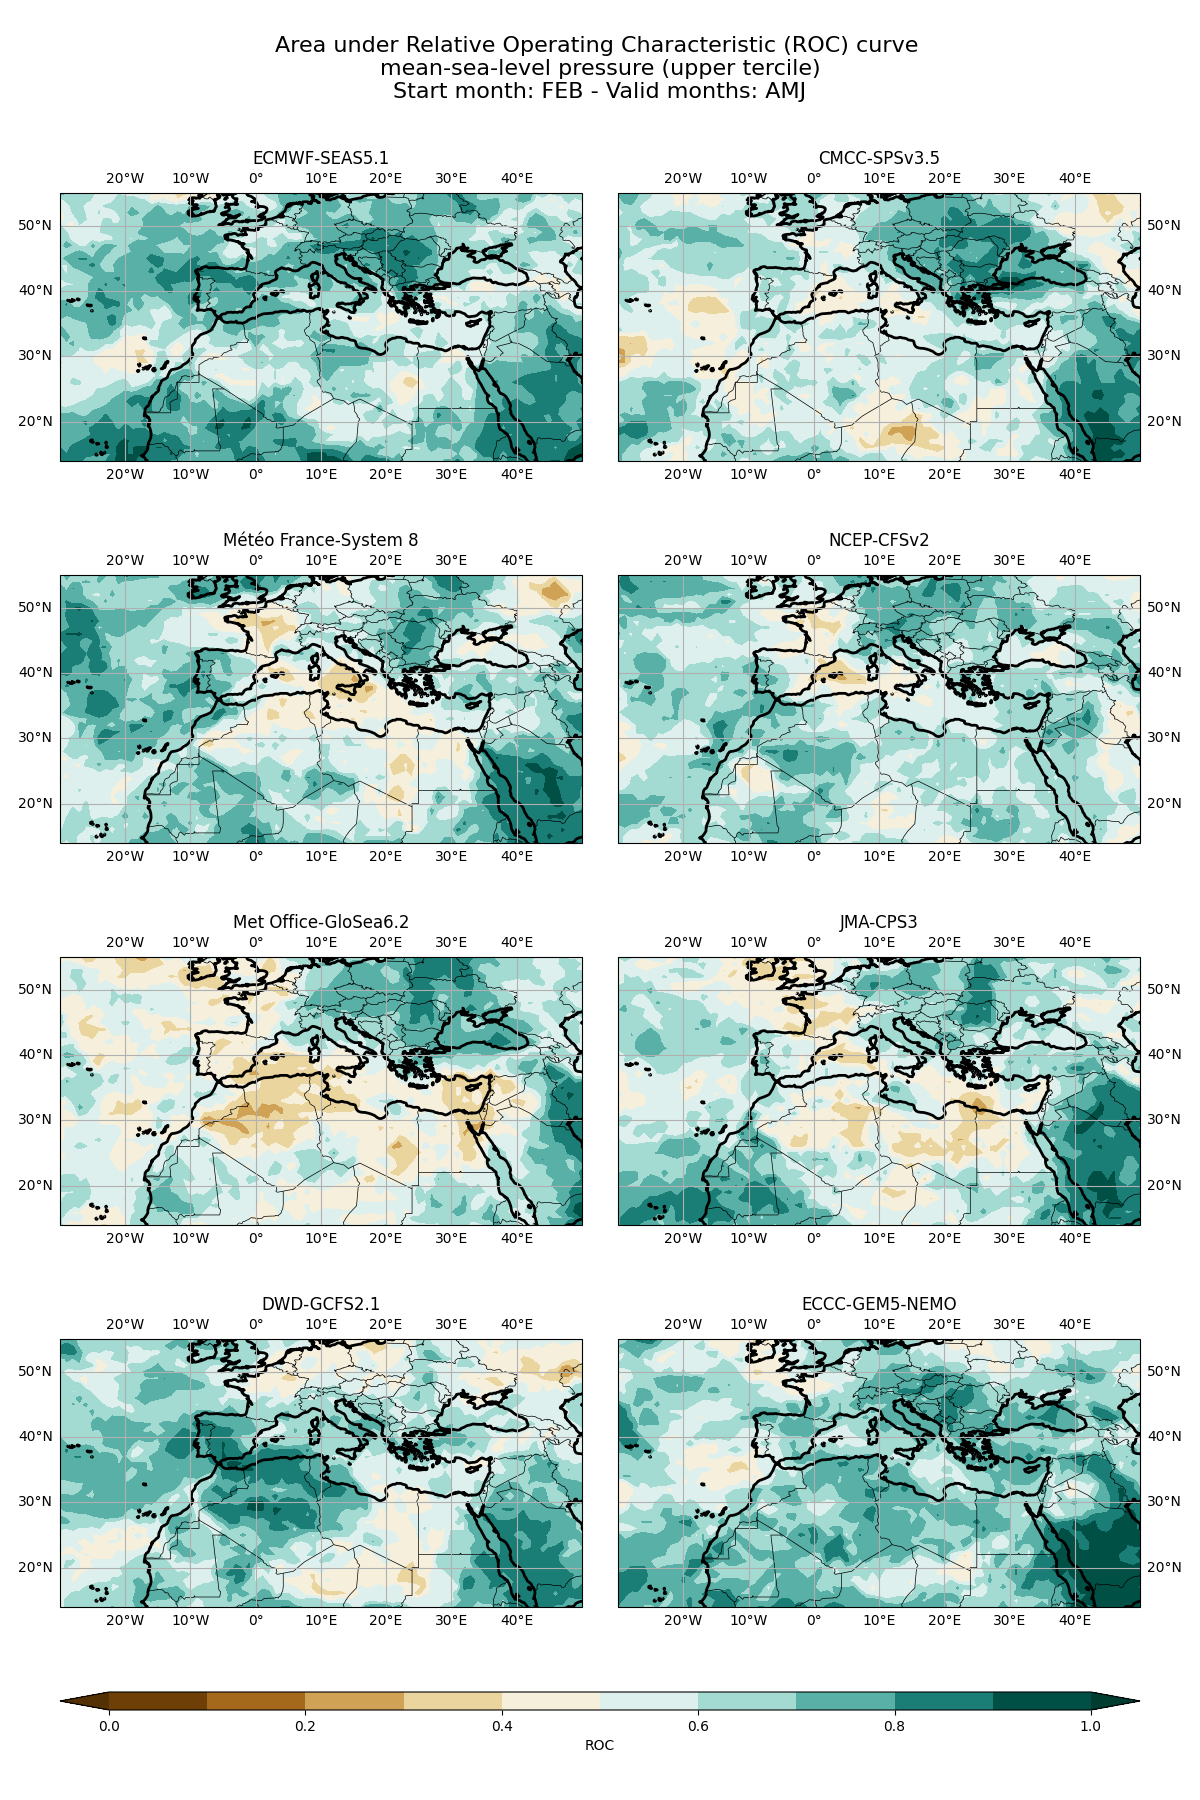 Area under Relative Operating Characteristic (ROC) curve
mean-sea-level pressure (upper tercile)
Start month: FEB - Valid months: AMJ
ECMWF-SEAS5.1
20°W 10°W 0° 10°E 20°E 30°E 40°E
50°N
40°N
30°N
20°N
20°W 10°W 0° 10°E 20°E 30°E 40°E
CMCC-SPSv3.5
20°W 10°W 0° 10°E 20°E 30°E 40°E
50°N
40°N
30°N
20°N
20°W 10°W 0° 10°E 20°E 30°E 40°E
Météo France-System 8
20°W 10°W 0° 10°E 20°E 30°E 40°E
50°N
40°N
30°N
20°N
20°W 10°W 0° 10°E 20°E 30°E 40°E
NCEP-CFSv2
20°W 10°W 0° 10°E 20°E 30°E 40°E
50°N
40°N
30°N
20°N
20°W 10°W 0° 10°E 20°E 30°E 40°E
Met Office-GloSea6.2
20°W 10°W 0° 10°E 20°E 30°E 40°E
50°N
40°N
30°N
20°N
20°W 10°W 0° 10°E 20°E 30°E 40°E
JMA-CPS3
20°W 10°W 0° 10°E 20°E 30°E 40°E
50°N
40°N
30°N
20°N
20°W 10°W 0° 10°E 20°E 30°E 40°E
DWD-GCFS2.1
20°W 10°W 0° 10°E 20°E 30°E 40°E
50°N
40°N
30°N
20°N
20°W 10°W 0° 10°E 20°E 30°E 40°E
ECCC-GEM5-NEMO
20°W 10°W 0° 10°E 20°E 30°E 40°E
50°N
40°N
30°N
20°N
20°W 10°W 0° 10°E 20°E 30°E 40°E
0.0 0.2 0.4 0.6 0.8 1.0
ROC